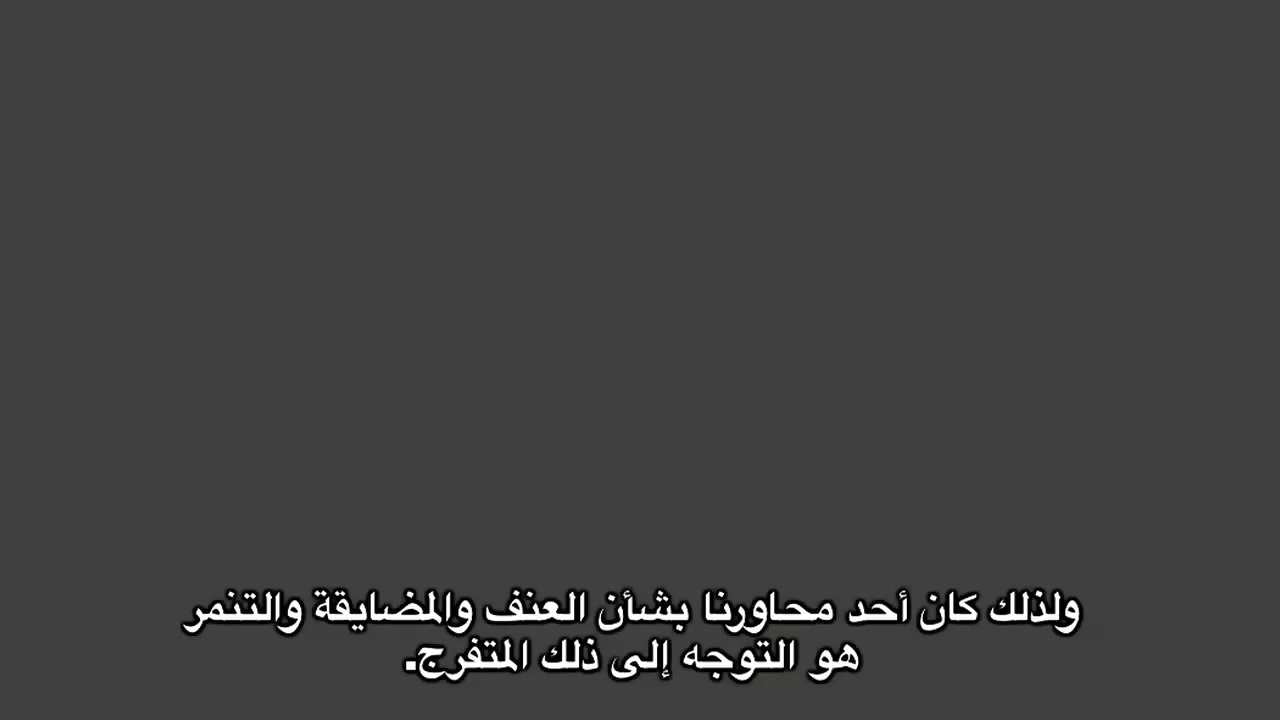 ولذلك كان أحد محاورنا بشأن العنف والمضايقة والتنمر
هو التوجه إلى ذلك المتفرج.